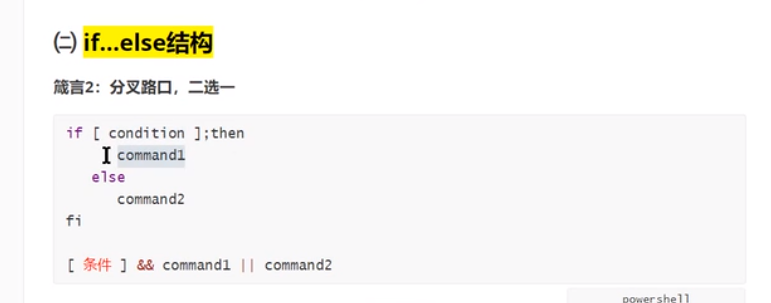 ㈡ if...else结构
箴言2：分叉路口，二选一
if [ condition ];then
command1
else
command2
fi
[ 条件 ] && command1 || command2
powershell